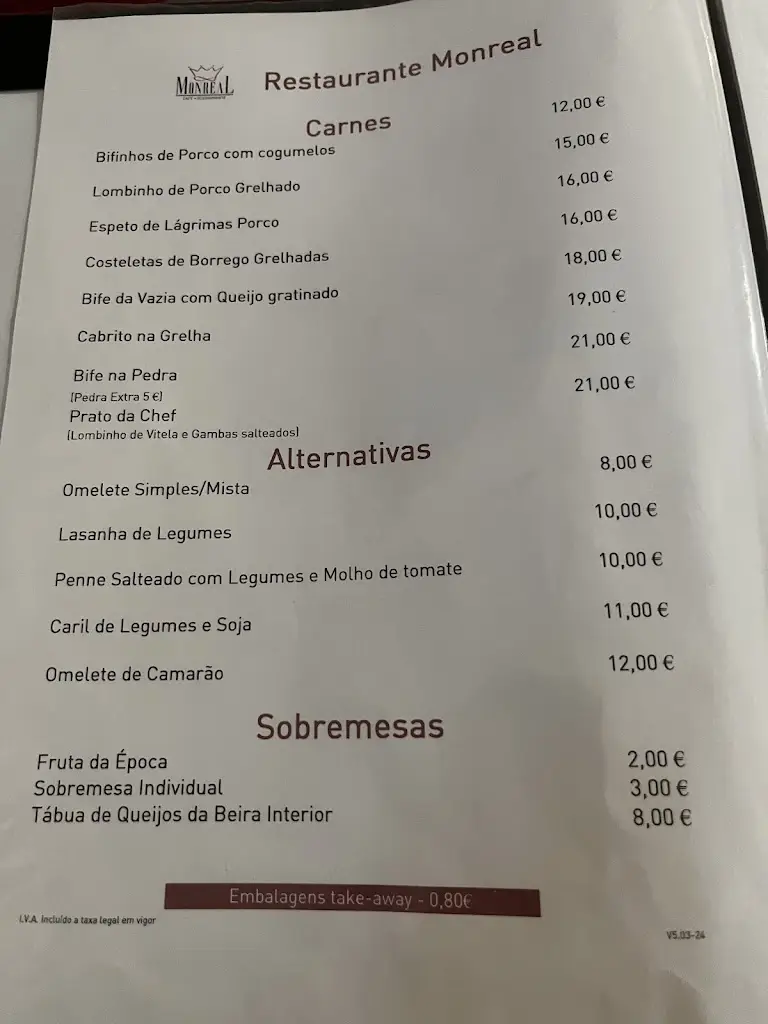 MONREAL
Restaurante Monreal
Carnes
Bifinhos de Porco com cogumelos 12,00 €
Lombinho de Porco Grelhado 15,00 €
Espeto de Lágrimas Porco 16,00 €
Costeletas de Borrego Grelhadas 16,00 €
Bife da Vazia com Queijo gratinado 18,00 €
Cabrito na Grelha 19,00 €
Bife na Pedra 21,00 €
(Pedra Extra 5 €)
Prato da Chef 21,00 €
(Lombinho de Vitela e Gambas salteados)
Alternativas
Omelete Simples/Mista 8,00 €
Lasanha de Legumes 10,00 €
Penne Salteado com Legumes e Molho de tomate 10,00 €
Caril de Legumes e Soja 11,00 €
Omelete de Camarão 12,00 €
Sobremesas
Fruta da Época 2,00 €
Sobremesa Individual 3,00 €
Tábua de Queijos da Beira Interior 8,00 €
Embalagens take-away - 0,80€
I.V.A. Incluído a taxa legal em vigor
V5.03-24